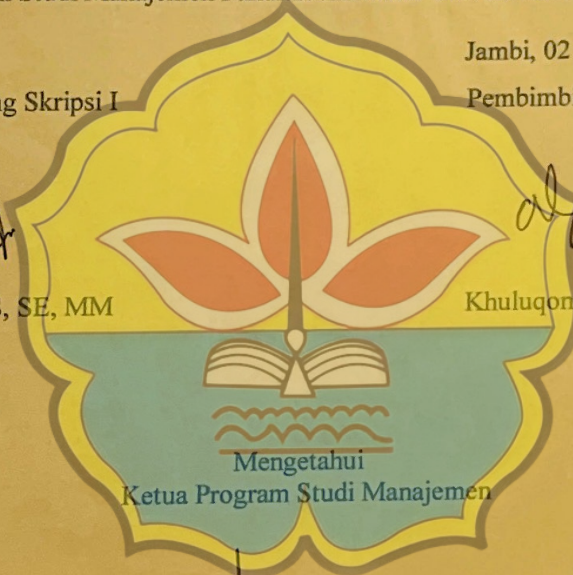 Jambi, 02
g Skripsi I
Pembimb
, SE, MM
Khuluqon
Mengetahui
Ketua Program Studi Manajemen